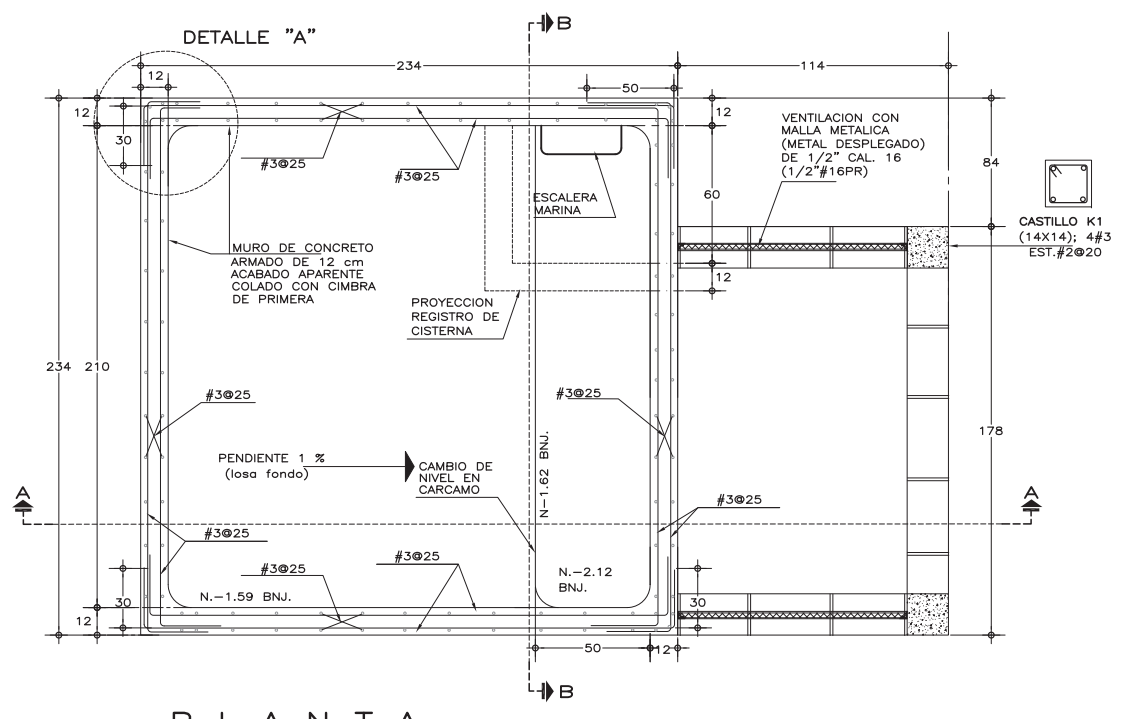 B
DETALLE "A"
234
114
12
50
12
12
30
#3@25
#3@25
VENTILACION CON
MALLA METALICA
(METAL DESPLEGADO)
DE 1/2" CAL. 16
(1/2"#16PR)
84
60
ESCALERA
MARINA
CASTILLO K1
(14X14); 4#3
EST.#2@20
MURO DE CONCRETO
ARMADO DE 12 cm
ACABADO APARENTE
COLADO CON CIMBRA
DE PRIMERA
12
PROYECCION
REGISTRO DE
CISTERNA
234
210
#3@25
#3@25
178
PENDIENTE 1 %
(losa fondo)
CAMBIO DE
NIVEL EN
CARCAMO
N-1.62 BNJ.
A
A
#3@25
#3@25
#3@25
#3@25
N.-2.12
BNJ.
N.-1.59 BNJ.
30
30
12
50
12
B
PLANTA